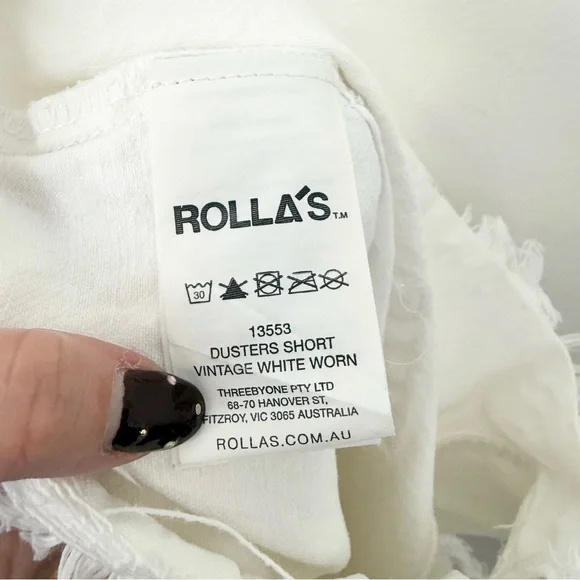 ROLLA'S T.M
30
13553
DUSTERS SHORT
VINTAGE WHITE WORN
THREEBYONE PTY LTD
68-70 HANOVER ST,
FITZROY, VIC 3065 AUSTRALIA
ROLLAS.COM.AU